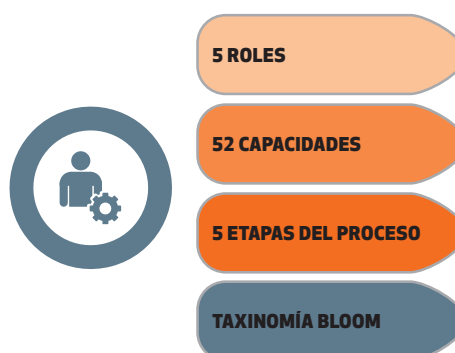 5 ROLES
52 CAPACIDADES
5 ETAPAS DEL PROCESO
TAXINOMÍA BLOOM